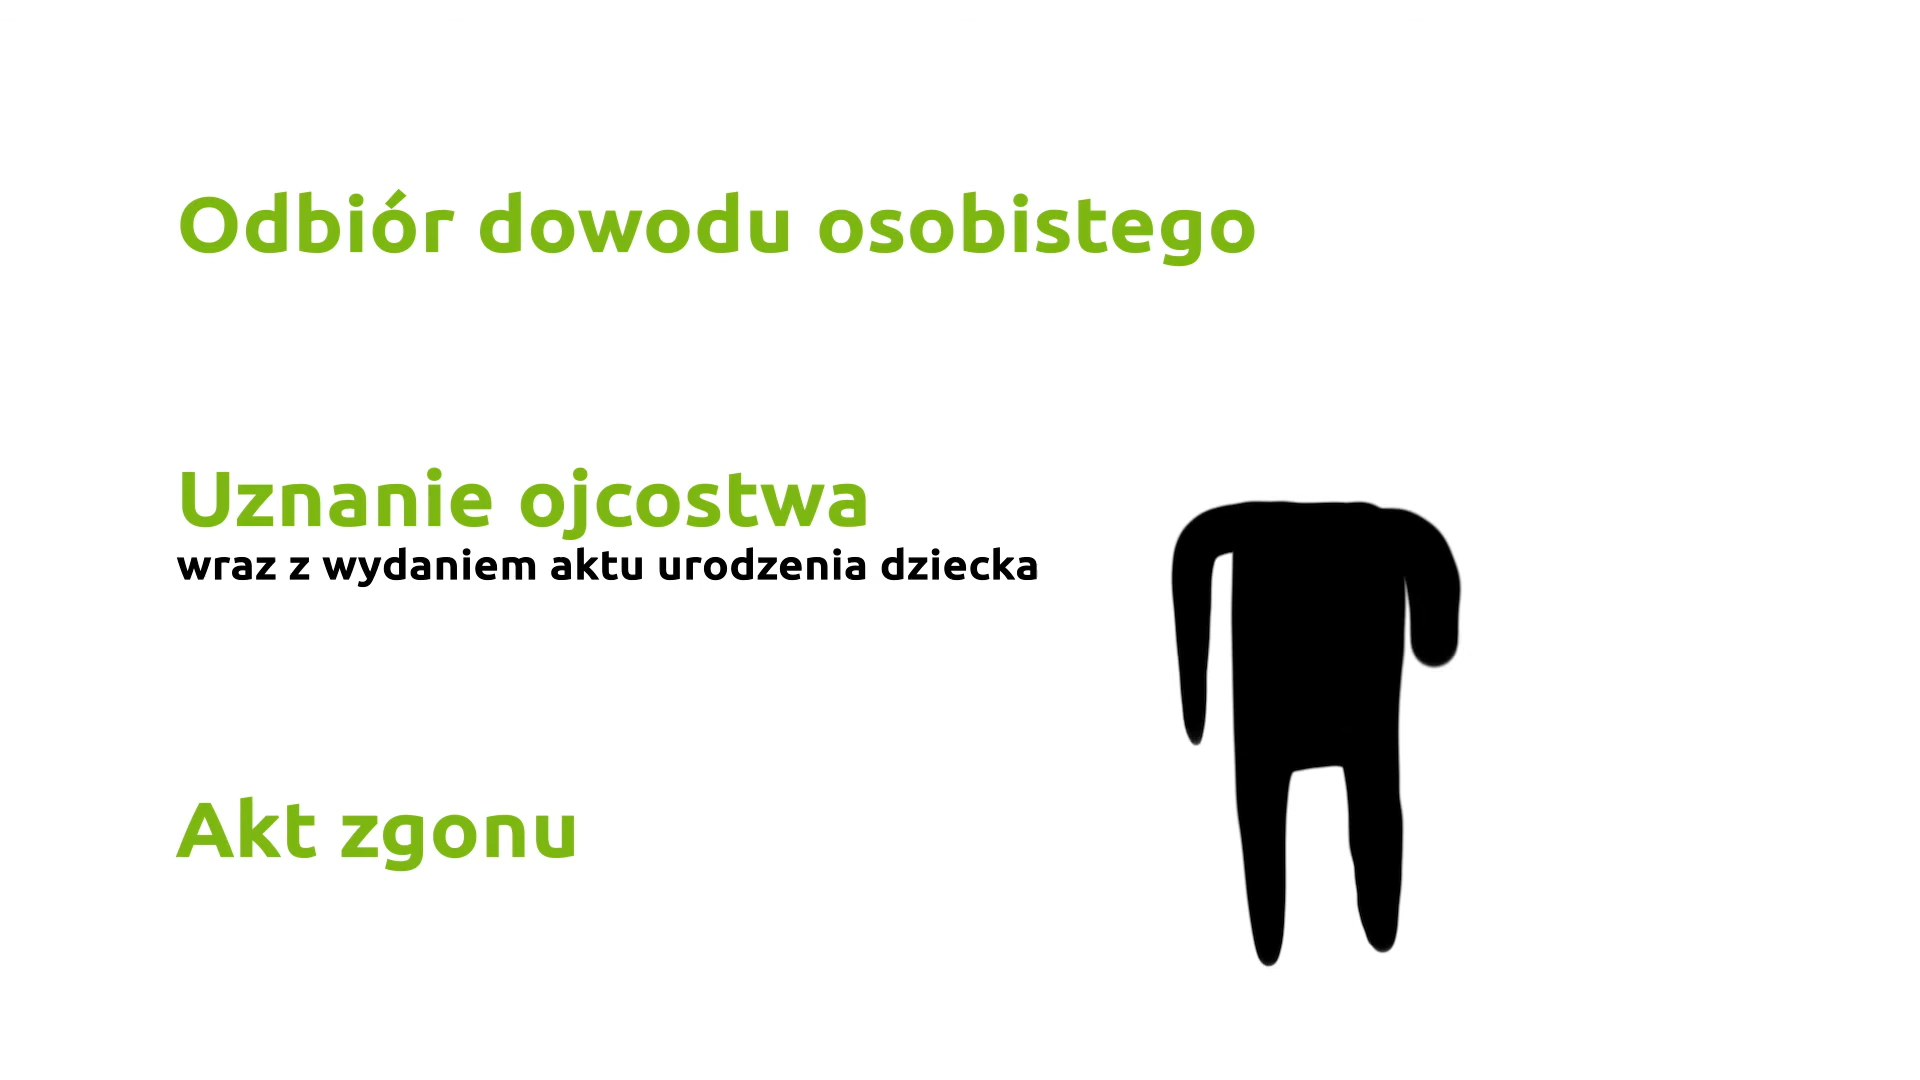 Odbiór dowodu osobistego
Uznanie ojcostwa
wraz z wydaniem aktu urodzenia dziecka
Akt zgonu